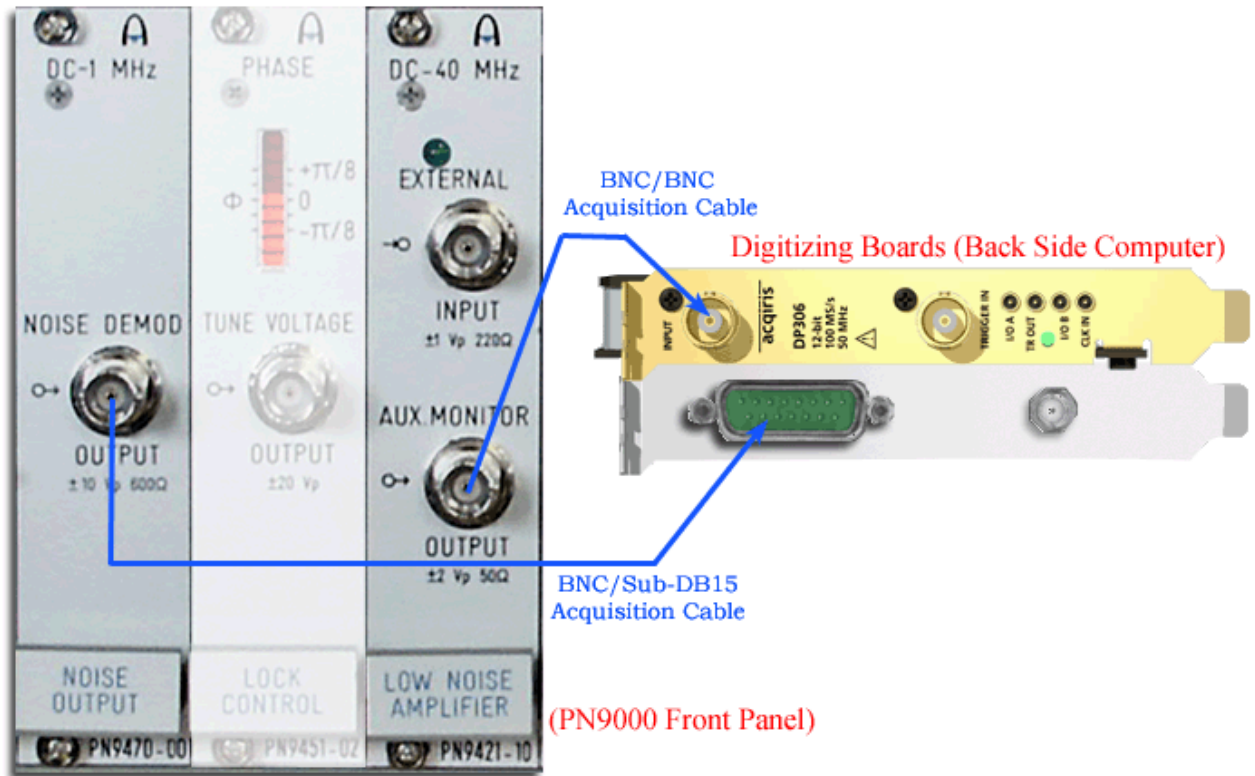 DC-1 MHz
NOISE DEMOD
OUTPUT
±10 Vp 600Ω
NOISE
OUTPUT
PN9470-00
PHASE
+π/8
Φ 0
-π/8
TUNE VOLTAGE
OUTPUT
±20 Vp
LOCK
CONTROL
PN9451-02
DC-40 MHz
EXTERNAL
INPUT
±1 Vp 220Ω
AUX.MONITOR
OUTPUT
±2 Vp 50Ω
LOW NOISE
AMPLIFIER
PN9421-10
(PN9000 Front Panel)
BNC/BNC
Acquisition Cable
Digitizing Boards (Back Side Computer)
INPUT
acqiris
DP306
12-bit
100 MS/s
50 MHz
TRIGGER IN
I/O A
TR OUT
I/O B
CLK IN
BNC/Sub-DB15
Acquisition Cable